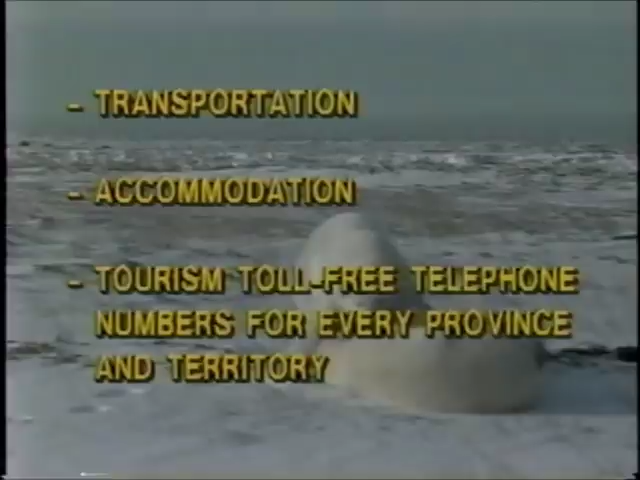 - TRANSPORTATION
- ACCOMMODATION
- TOURISM TOLL-FREE TELEPHONE
NUMBERS FOR EVERY PROVINCE
AND TERRITORY